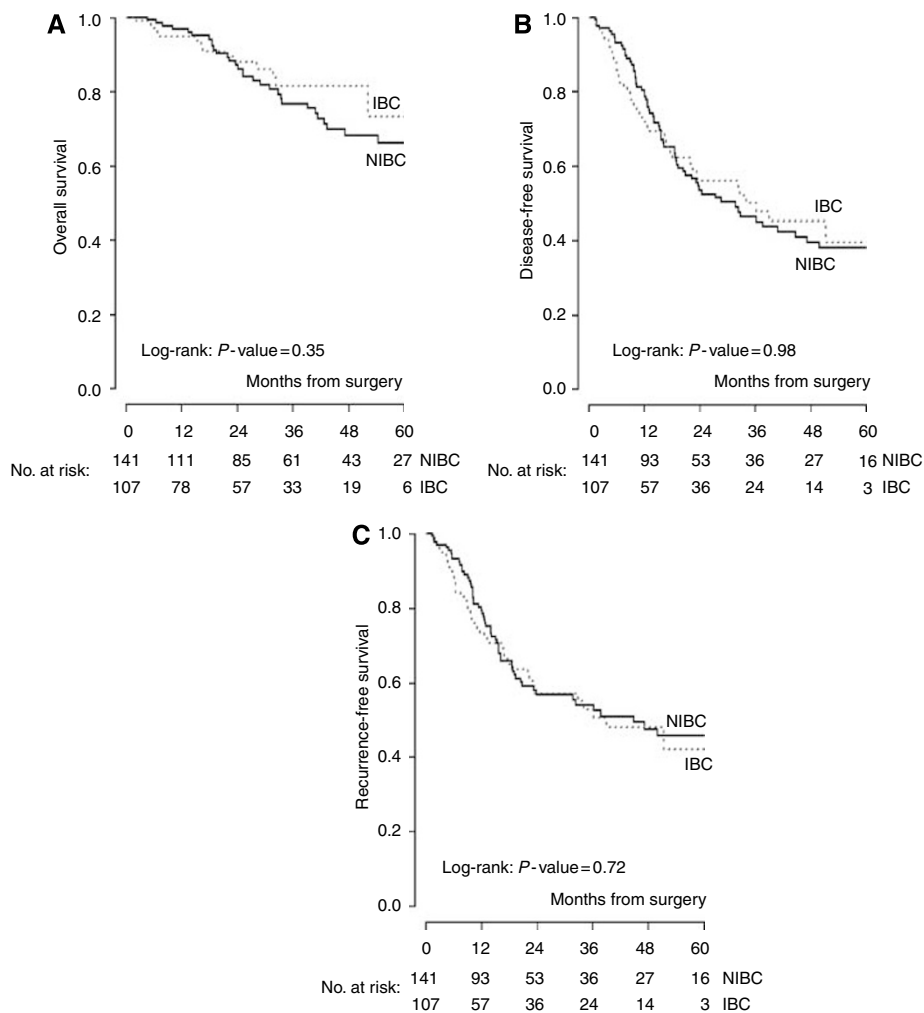 A
1.0
0.8
0.6
0.4
0.2
0.0
Overall survival
IBC
NIBC
Log-rank: P-value=0.35
Months from surgery
0 12 24 36 48 60
No. at risk:
141 111 85 61 43 27 NIBC
107 78 57 33 19 6 IBC
B
1.0
0.8
0.6
0.4
0.2
0.0
Disease-free survival
IBC
NIBC
Log-rank: P-value=0.98
Months from surgery
0 12 24 36 48 60
No. at risk:
141 93 53 36 27 16 NIBC
107 57 36 24 14 3 IBC
C
1.0
0.8
0.6
0.4
0.2
0.0
Recurrence-free survival
NIBC
IBC
Log-rank: P-value=0.72
Months from surgery
0 12 24 36 48 60
No. at risk:
141 93 53 36 27 16 NIBC
107 57 36 24 14 3 IBC